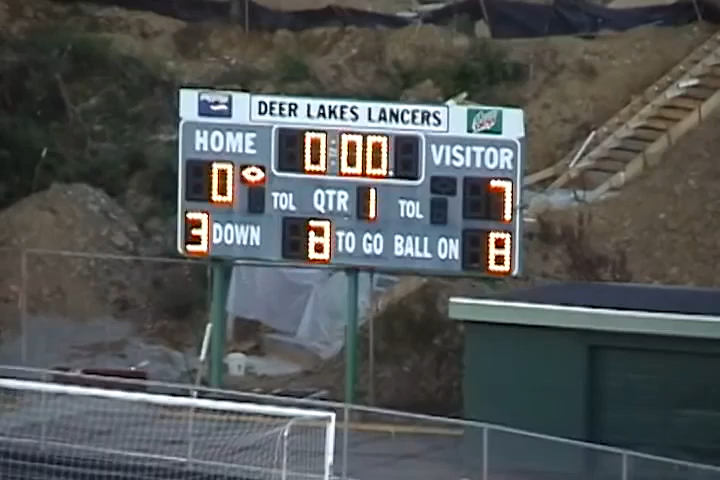 DEER LAKES LANCERS
HOME 0:00 VISITOR
0 TOL QTR 1 TOL 7
3 DOWN 2 TO GO BALL ON 8